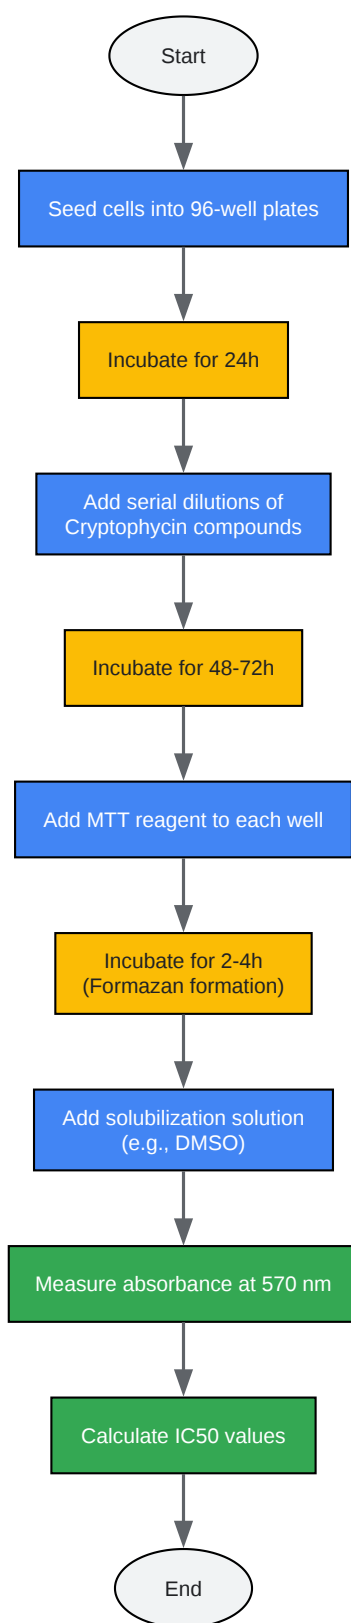 Start
Seed cells into 96-well plates
Incubate for 24h
Add serial dilutions of
Cryptophycin compounds
Incubate for 48-72h
Add MTT reagent to each well
Incubate for 2-4h
(Formazan formation)
Add solubilization solution
(e.g., DMSO)
Measure absorbance at 570 nm
Calculate IC50 values
End